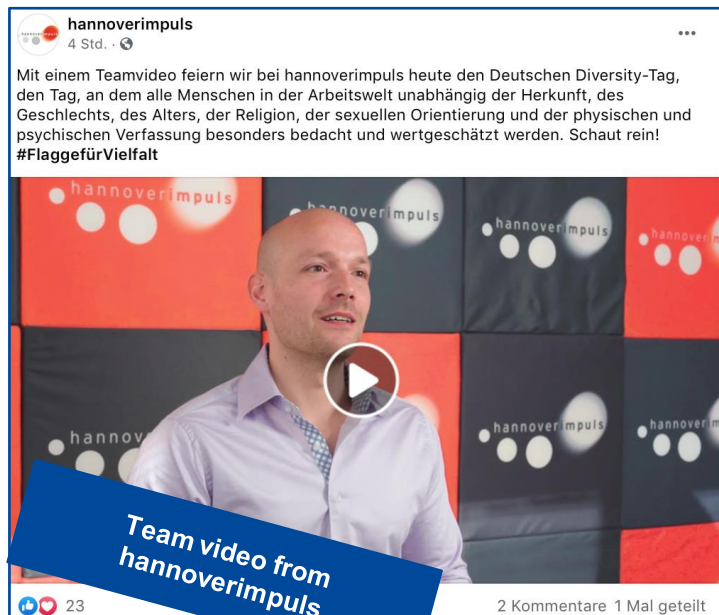 hannoverimpuls
4 Std.
Mit einem Teamvideo feiern wir bei hannoverimpuls heute den Deutschen Diversity-Tag,
den Tag, an dem alle Menschen in der Arbeitswelt unabhängig der Herkunft, des
Geschlechts, des Alters, der Religion, der sexuellen Orientierung und der physischen und
psychischen Verfassung besonders bedacht und wertgeschätzt werden. Schaut rein!
#FlaggefürVielfalt
hannoverimpuls
hannoverimpuls
hannoverimpuls
hannover
hannov
hannoverimpuls
hannoverim
Team video from
hannoverimpuls
23
2 Kommentare 1 Mal geteilt